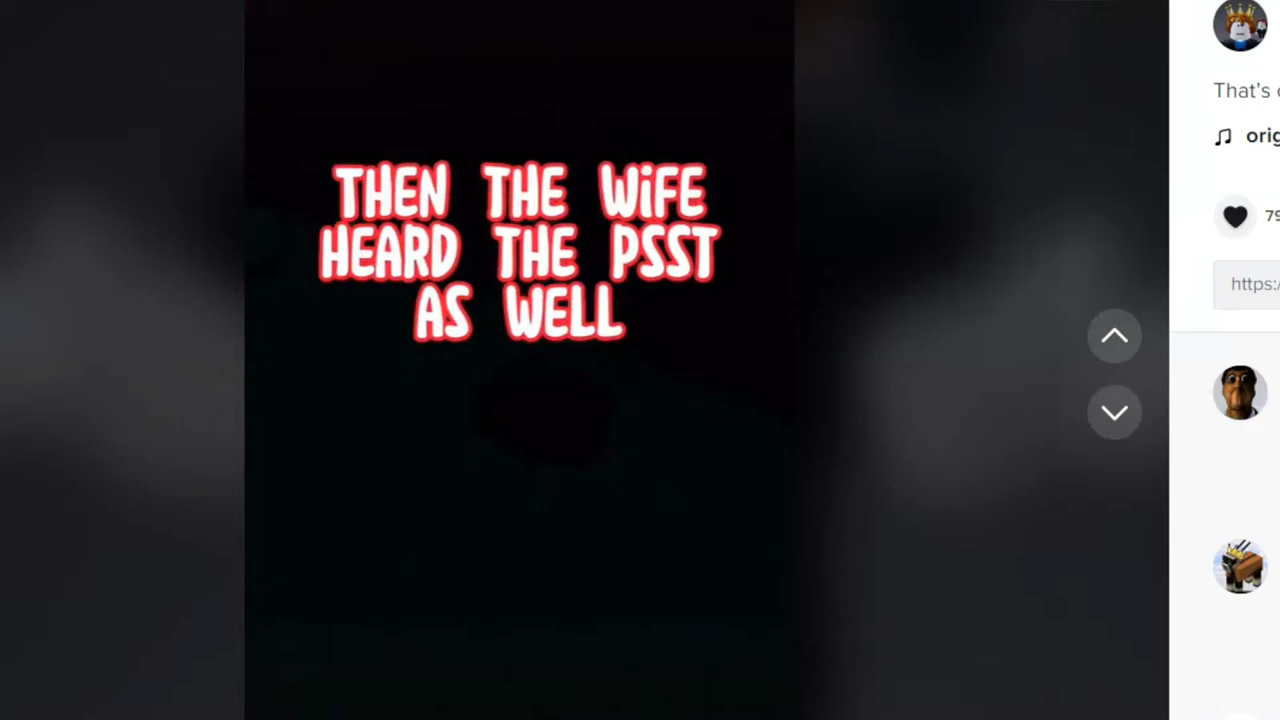 THEN THE WiFE
HEARD THE PSST
AS WELL
That's
orig
79
https:/